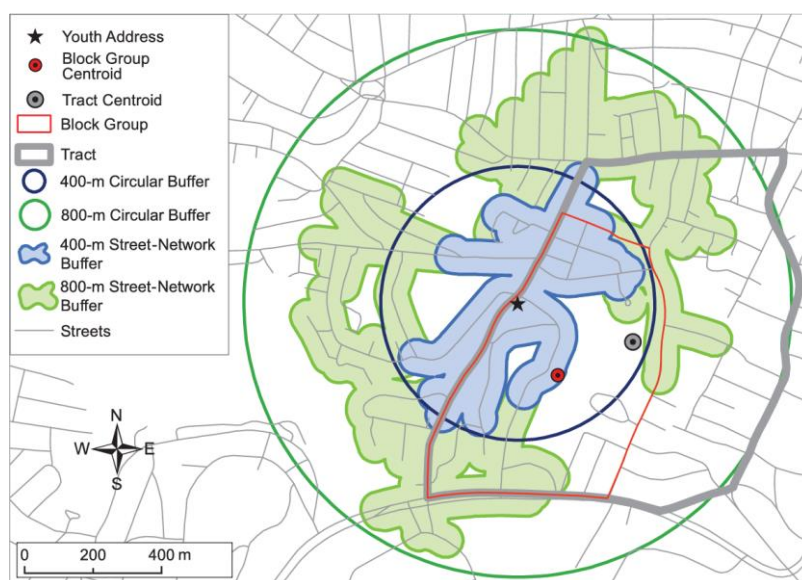 Youth Address
Block Group
Centroid
Tract Centroid
Block Group
Tract
400-m Circular Buffer
800-m Circular Buffer
400-m Street-Network
Buffer
800-m Street-Network
Buffer
Streets
N
W E
S
0 200 400 m